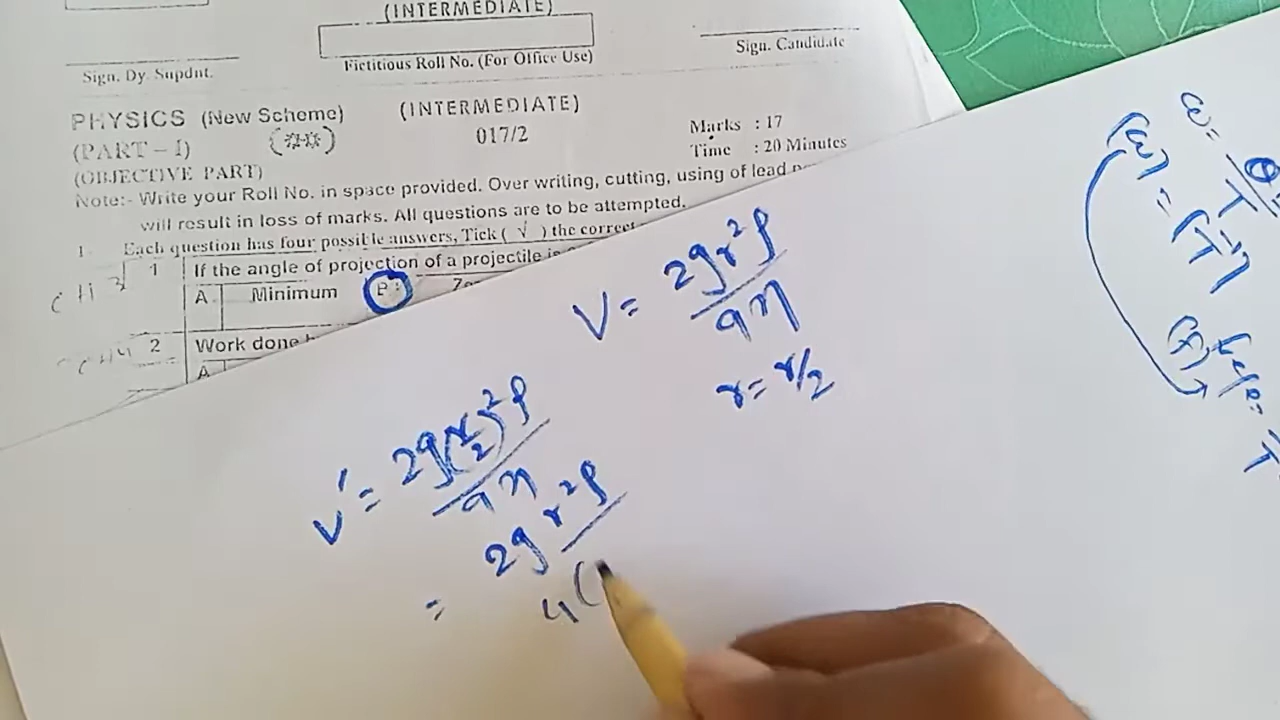 (INTERMEDIATE)
Sign. Dy. Supdnt.
Fictitious Roll No. (For Office Use)
Sign. Candidate
PHYSICS (New Scheme)
(INTERMEDIATE)
Marks : 17
(PART – I)
017/2
Time : 20 Minutes
(OBJECTIVE PART)
Note:- Write your Roll No. in space provided. Over writing, cutting, using of lead
will result in loss of marks. All questions are to be attempted.
1. Each question has four possible answers, Tick ( √ ) the correct
1 If the angle of projection of a projectile is
A Minimum B
2 Work done
A
V = 2gr²ρ / 9η
r = r/2
V' = 2g(r/2)²ρ / 9η
= 2gr²ρ / 4(
ω = θ / T
(ω) = (T⁻¹)
(f)